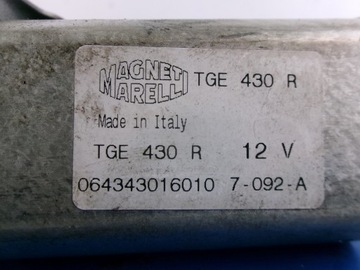 MAGNETI MARELLI TGE 430 R
Made in Italy
TGE 430 R 12 V
064343016010 7-092-A